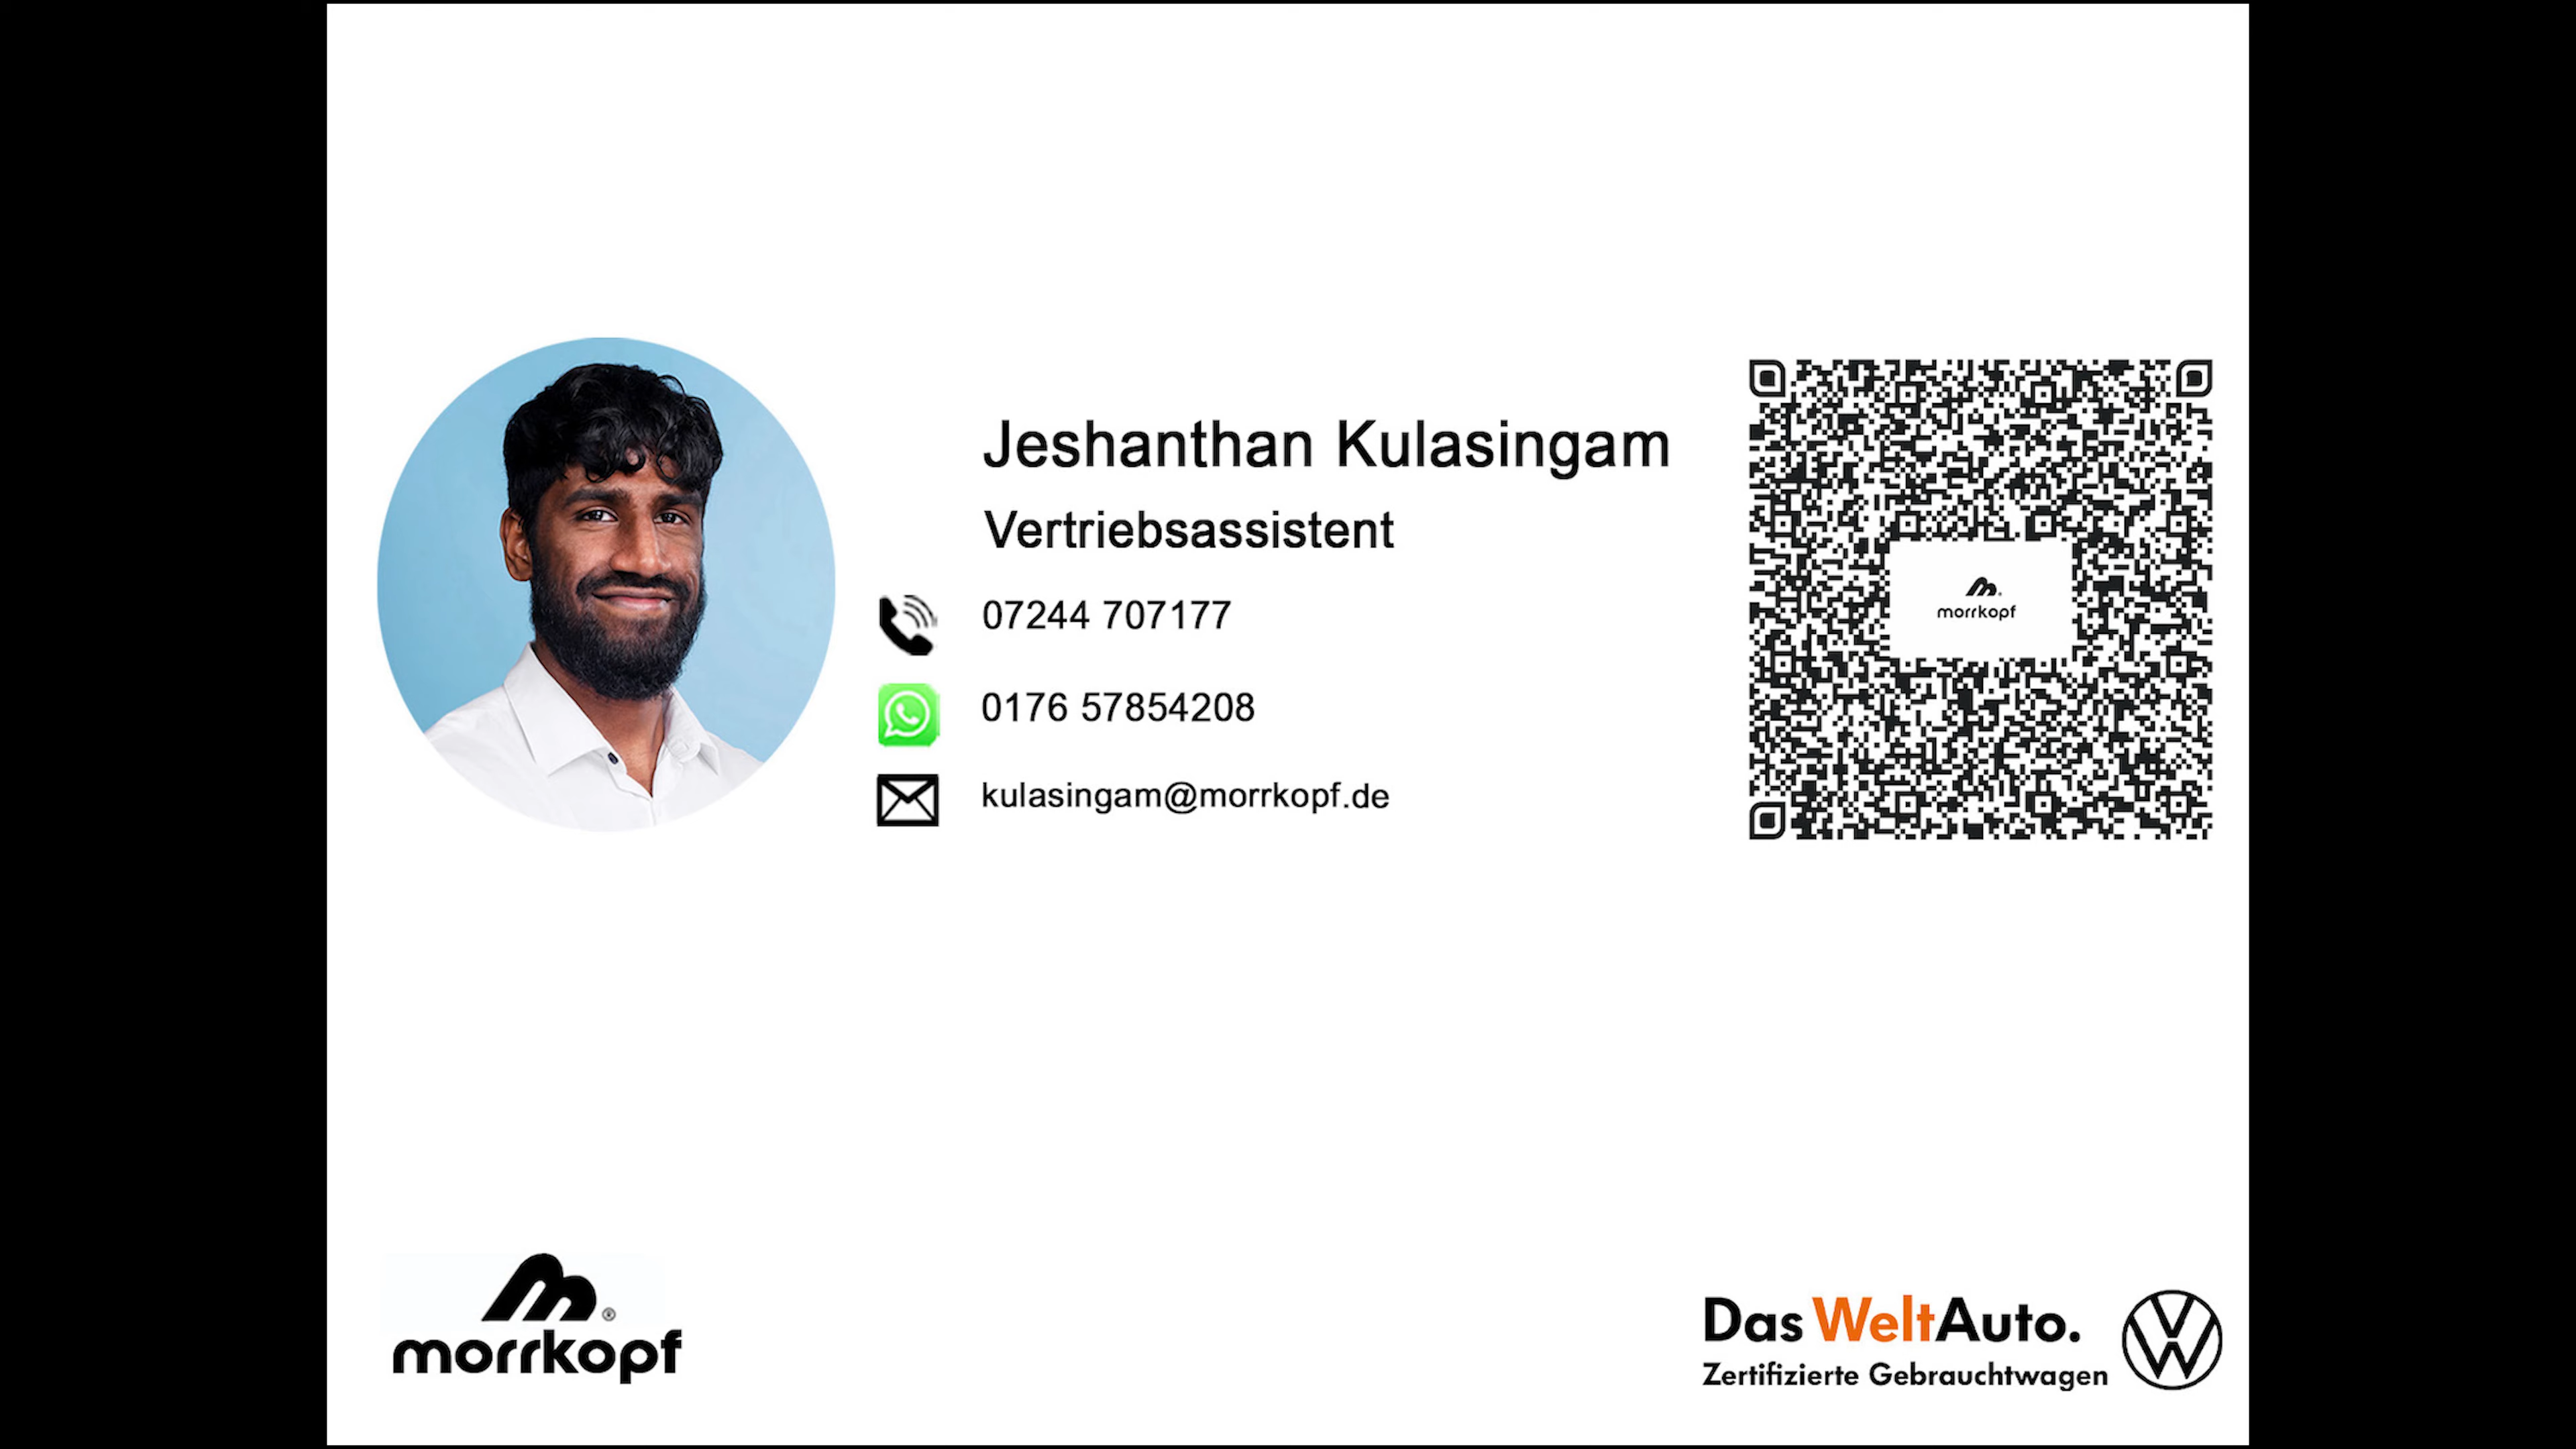 Jeshanthan Kulasingam
Vertriebsassistent
07244 707177
0176 57854208
kulasingam@morrkopf.de
morrkopf
morrkopf
Das WeltAuto.
Zertifizierte Gebrauchtwagen